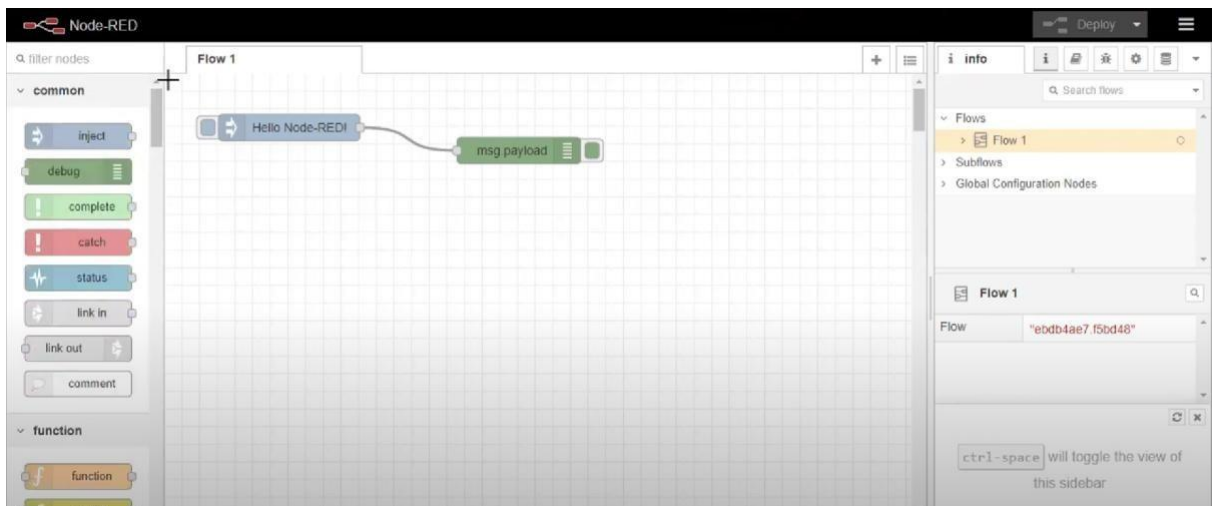 Node-RED
Deploy
filter nodes
common
inject
debug
complete
catch
status
link in
link out
comment
function
function
Flow 1
Hello Node-RED!
msg.payload
i info
i
Search flows
Flows
Flow 1
Subflows
Global Configuration Nodes
Flow 1
Flow "ebdb4ae7.f5bd48"
ctrl-space will toggle the view of
this sidebar